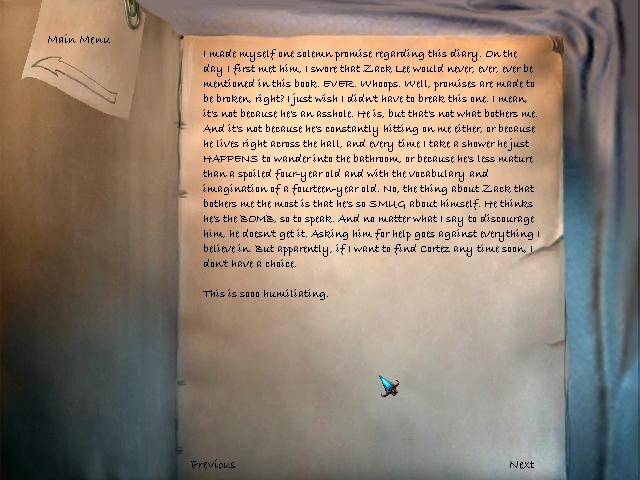 Main Menu
I made myself one solemn promise regarding this diary. On the
day I first met him, I swore that Zack Lee would never, ever, ever be
mentioned in this book. EVER. Whoops. Well, promises are made to
be broken, right? I just wish I didn't have to break this one. I mean,
it's not because he's an asshole. He is, but that's not what bothers me.
And it's not because he's constantly hitting on me either, or because
he lives right across the hall, and every time I take a shower he just
HAPPENS to wander into the bathroom, or because he's less mature
than a spoiled four-year old and with the vocabulary and
imagination of a fourteen-year old. No, the thing about Zack that
bothers me the most is that he's so SMUG about himself. He thinks
he's the BOMB, so to speak. And no matter what I say to discourage
him, he doesn't get it. Asking him for help goes against everything I
believe in. But apparently, if I want to find Cortez any time soon, I
don't have a choice.
This is sooo humiliating.
Previous
Next